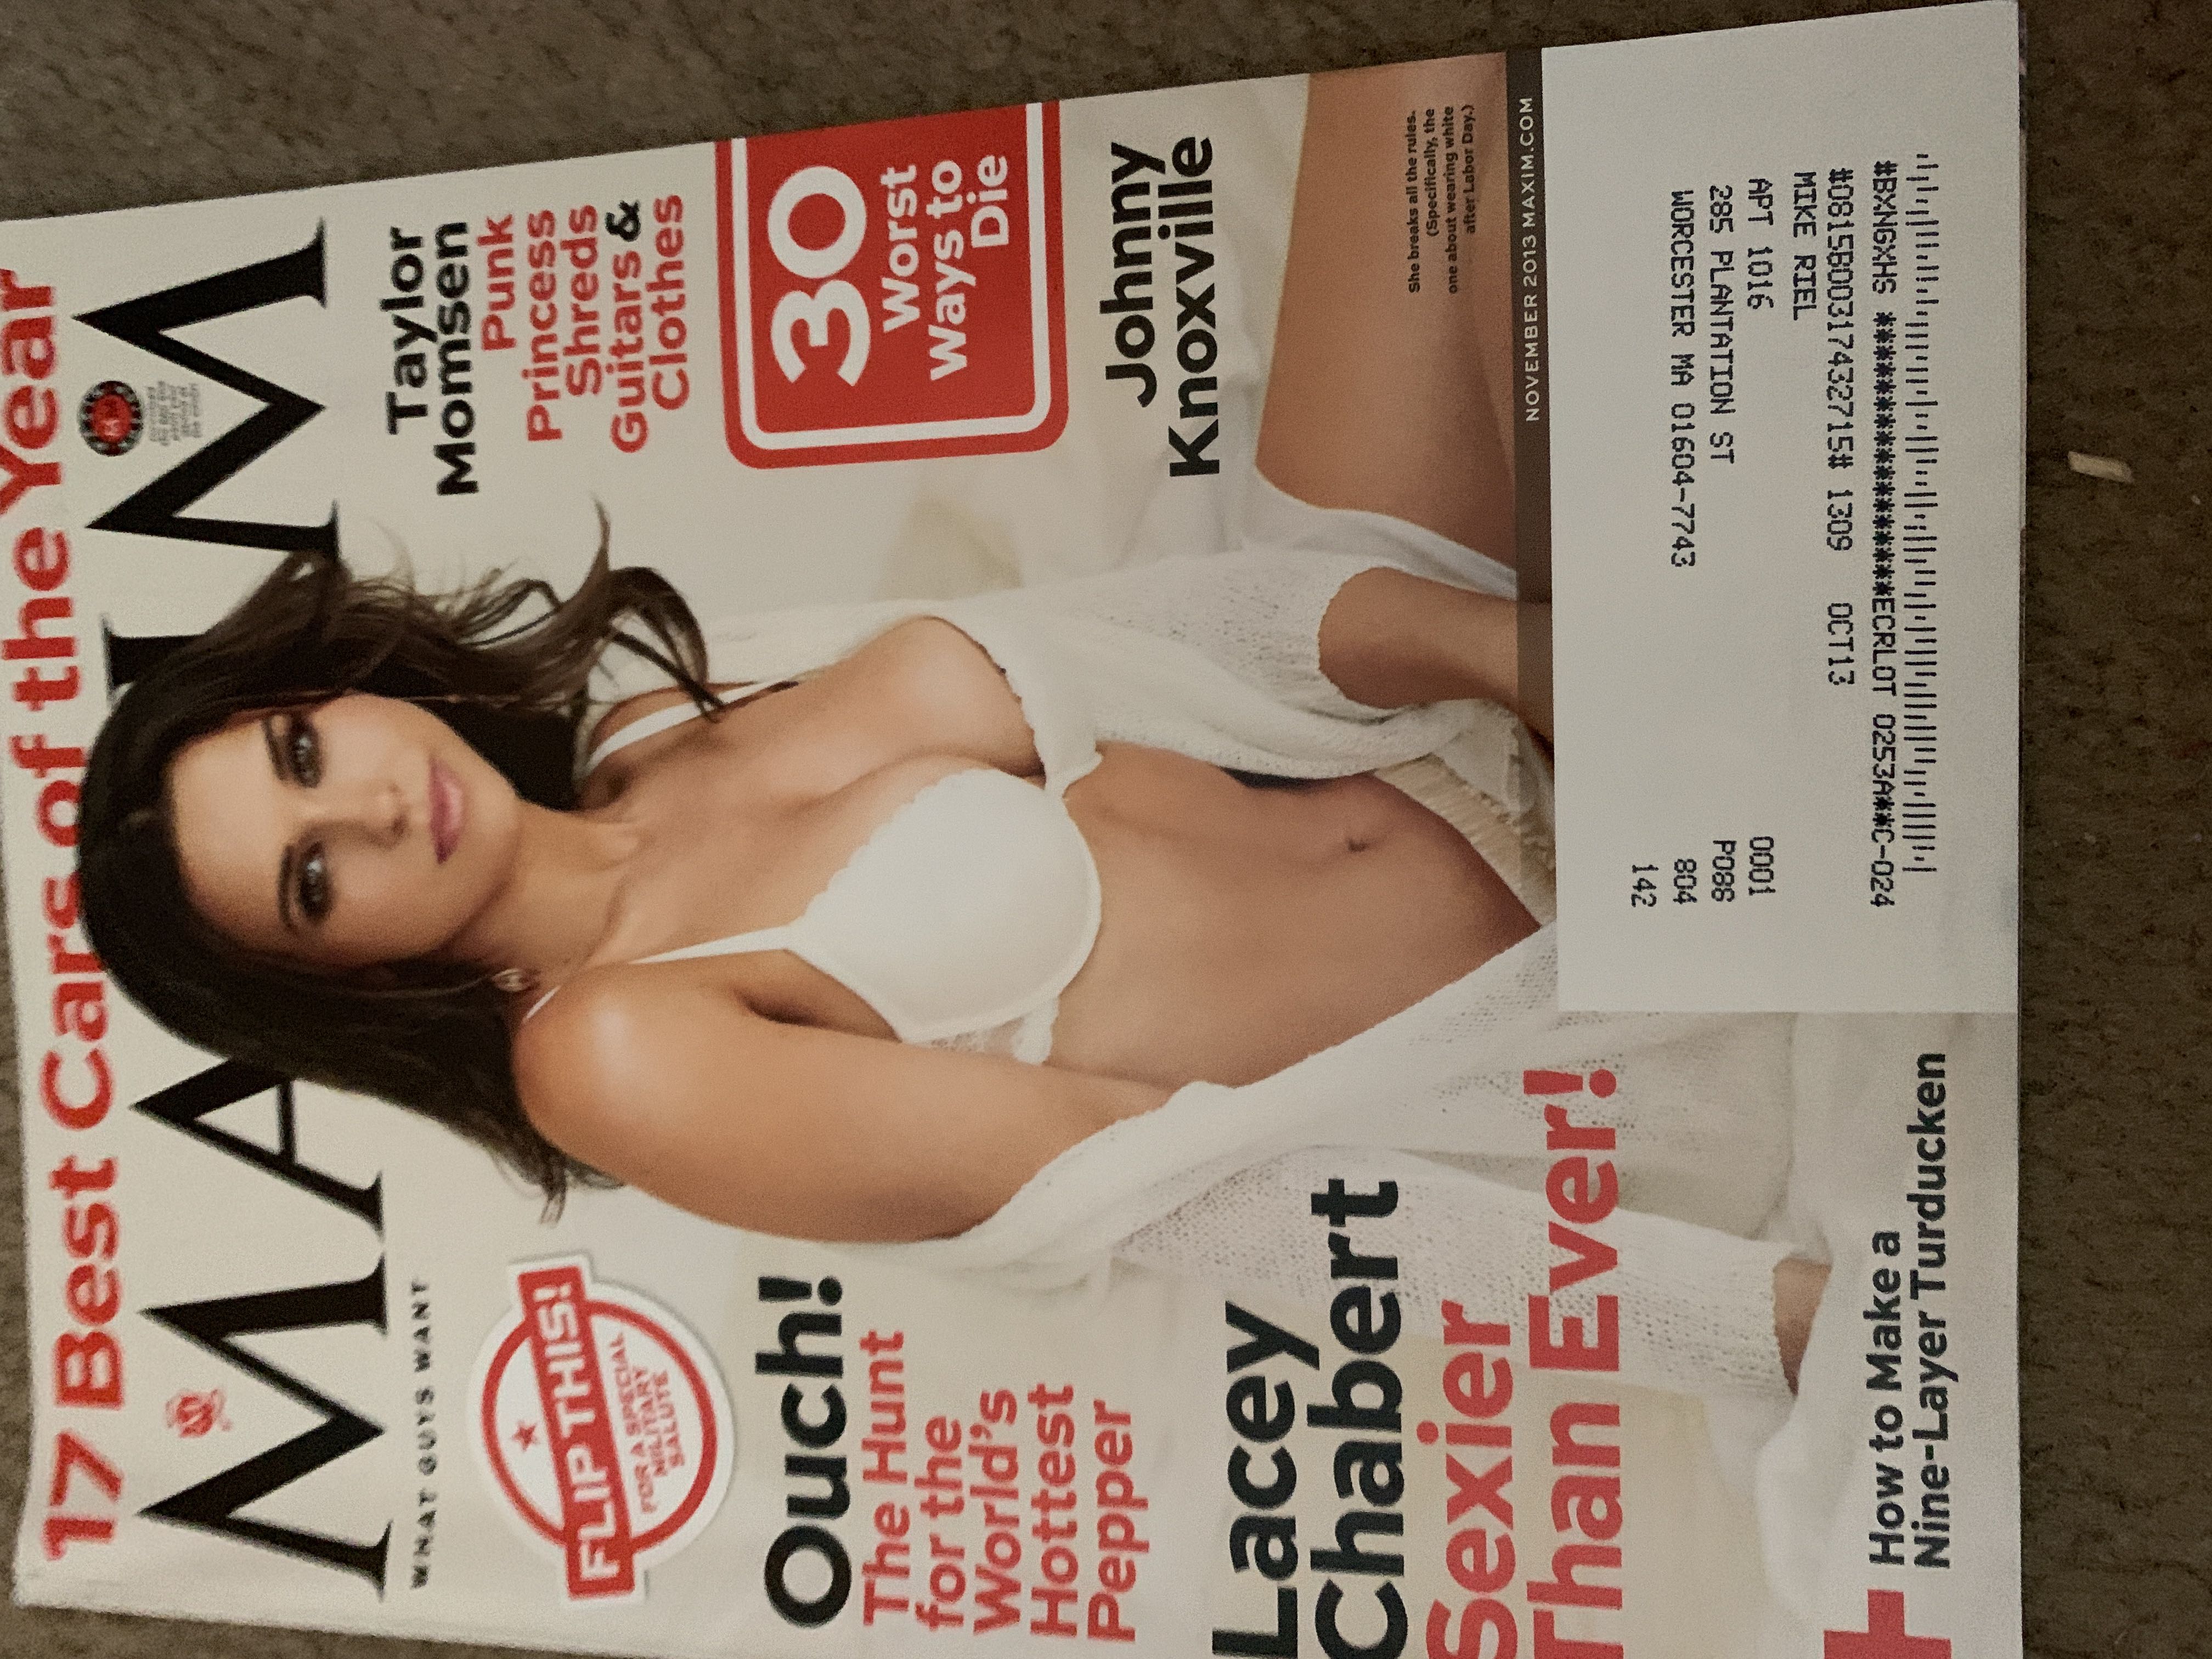 17 Best Cars of the Year
MAXIM
WHAT GUYS WANT
FLIP THIS!
FOR A SPECIAL
MILITARY
SALUTE
Ouch!
The Hunt
for the
World's
Hottest
Pepper
Lacey
Chabert
Sexier
Than Ever!
How to Make a
Nine-Layer Turducken
Taylor
Momsen
Punk
Princess
Shreds
Guitars &
Clothes
30
Worst
Ways to
Die
Johnny
Knoxville
She breaks all the rules.
(Specifically, the
one about wearing white
after Labor Day.)
NOVEMBER 2013 MAXIM.COM
#BXNGXHS ******************ECRLOT 0253A**C-024
#0815B00317432715# 1309 OCT13
MIKE RIEL 0001
APT 1016 P088
285 PLANTATION ST 804
WORCESTER MA 01604-7743 142